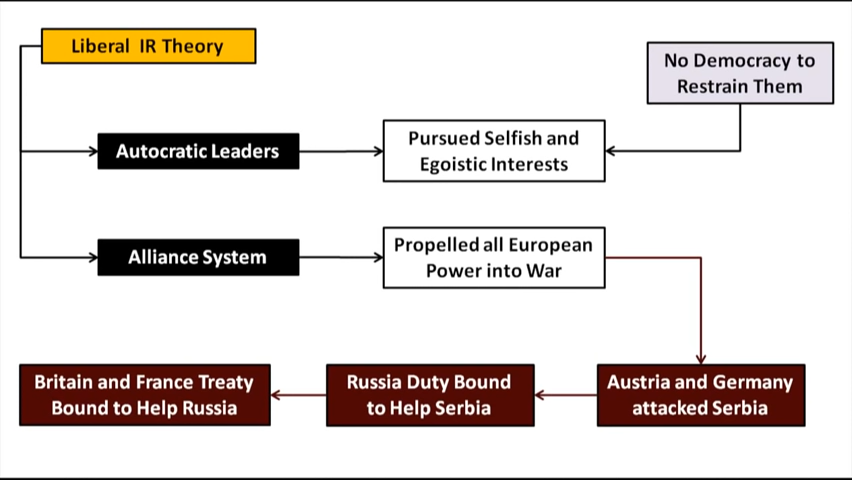 Liberal IR Theory
No Democracy to
Restrain Them
Autocratic Leaders
Pursued Selfish and
Egoistic Interests
Alliance System
Propelled all European
Power into War
Britain and France Treaty
Bound to Help Russia
Russia Duty Bound
to Help Serbia
Austria and Germany
attacked Serbia